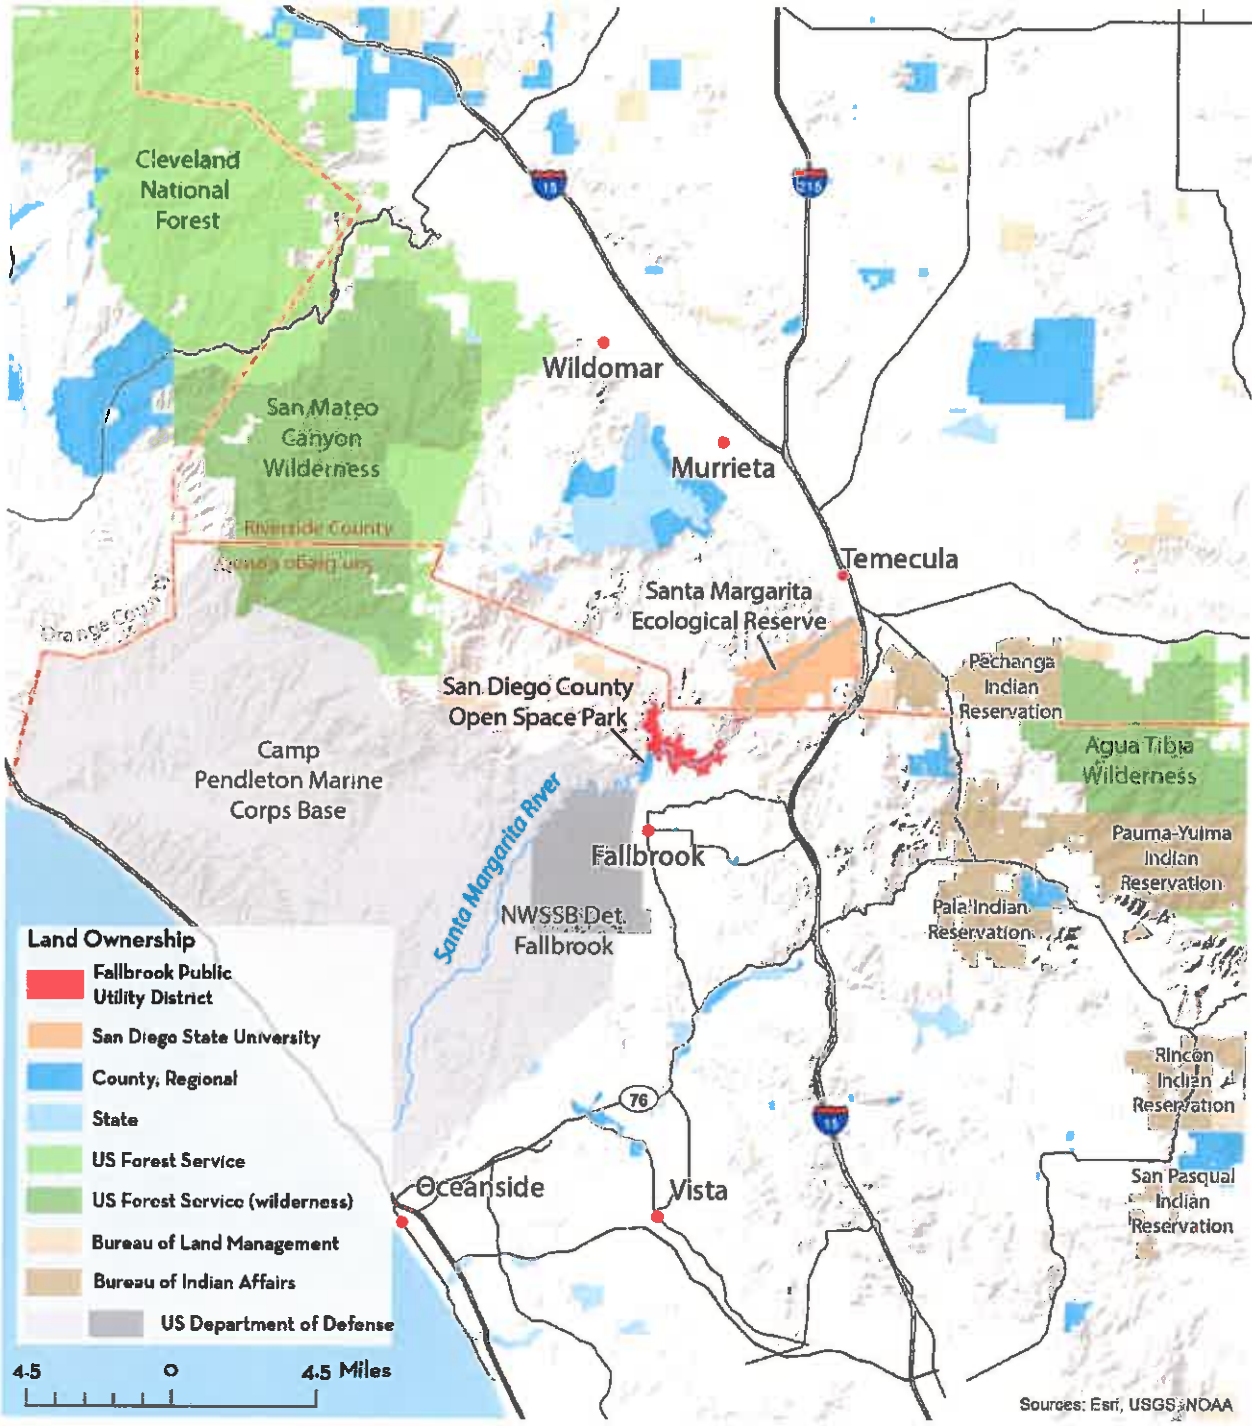 Cleveland
National
Forest
15
215
Wildomar
San Mateo
Canyon
Wilderness
Murrieta
Riverside County
San Diego County
Temecula
Santa Margarita
Ecological Reserve
Orange County
Pechanga
Indian
Reservation
San Diego County
Open Space Park
Agua Tibia
Wilderness
Camp
Pendleton Marine
Corps Base
Santa Margarita River
Fallbrook
Pauma-Yuima
Indian
Reservation
Pala Indian
Reservation
NWSSB Det.
Fallbrook
Land Ownership
Fallbrook Public
Utility District
San Diego State University
County, Regional
State
US Forest Service
US Forest Service (wilderness)
Bureau of Land Management
Bureau of Indian Affairs
US Department of Defense
Rincon
Indian
Reservation
76
15
San Pasqual
Indian
Reservation
Oceanside
Vista
4.5 0 4.5 Miles
Sources: Esri, USGS, NOAA